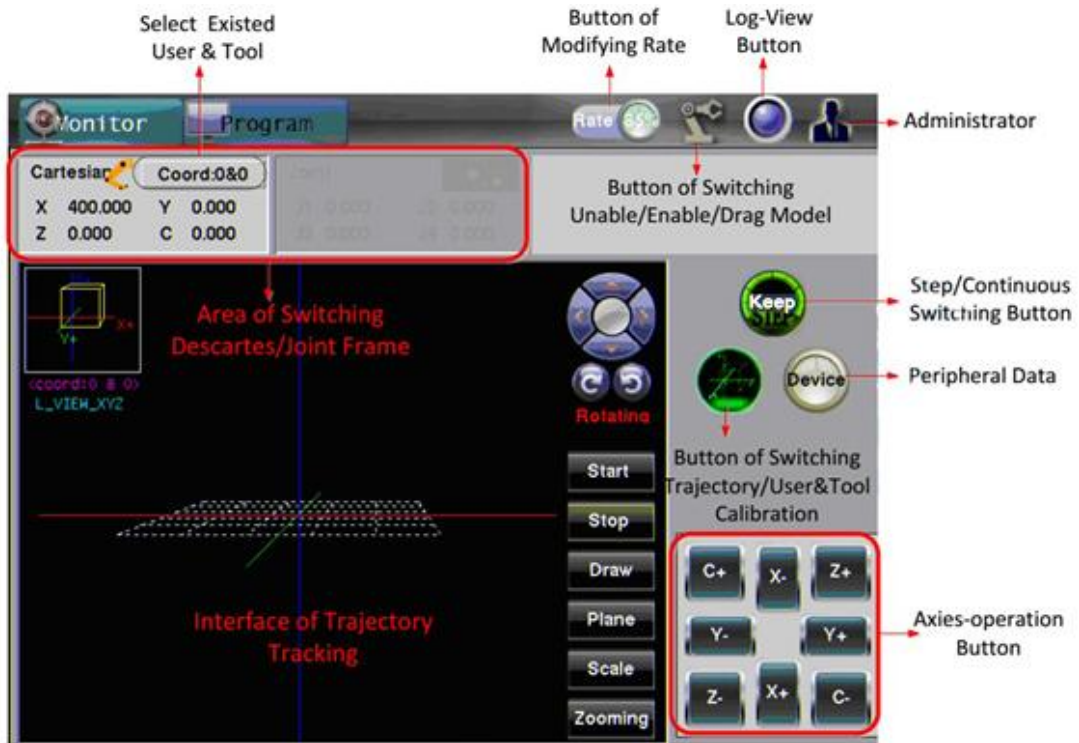 Select Existed
User & Tool
Button of
Modifying Rate
Log-View
Button
Monitor
Program
Rate
Administrator
Cartesian
Coord:0&0
X 400.000 Y 0.000
Z 0.000 C 0.000
Button of Switching
Unable/Enable/Drag Model
Area of Switching
Descartes/Joint Frame
X+
Y+
<coord:0 & 0>
L_VIEW_XYZ
Rotating
Keep
STEP
Step/Continuous
Switching Button
Device
Peripheral Data
Button of Switching
Trajectory/User&Tool
Calibration
Start
Stop
Draw
Plane
Scale
Zooming
Interface of Trajectory
Tracking
C+ X- Z+
Y- Y+
Z- X+ C-
Axies-operation
Button